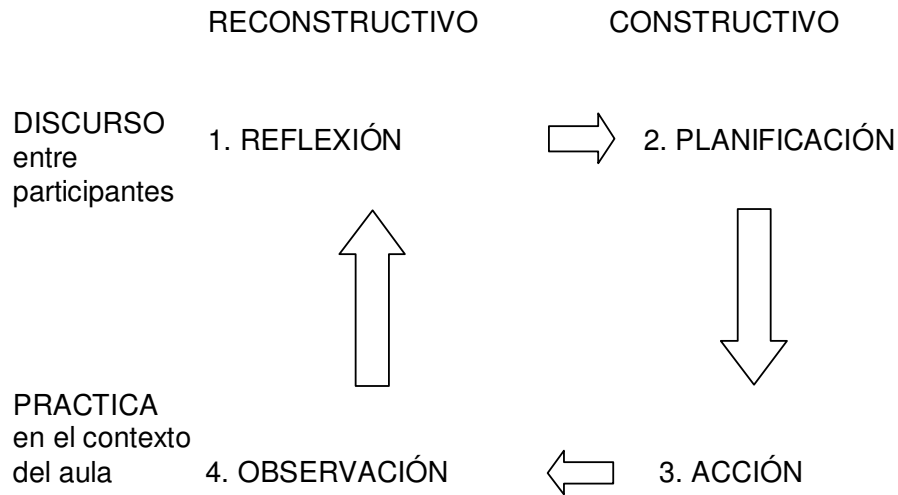 RECONSTRUCTIVO CONSTRUCTIVO
DISCURSO
entre
participantes
1. REFLEXIÓN
2. PLANIFICACIÓN
PRACTICA
en el contexto
del aula
4. OBSERVACIÓN
3. ACCIÓN